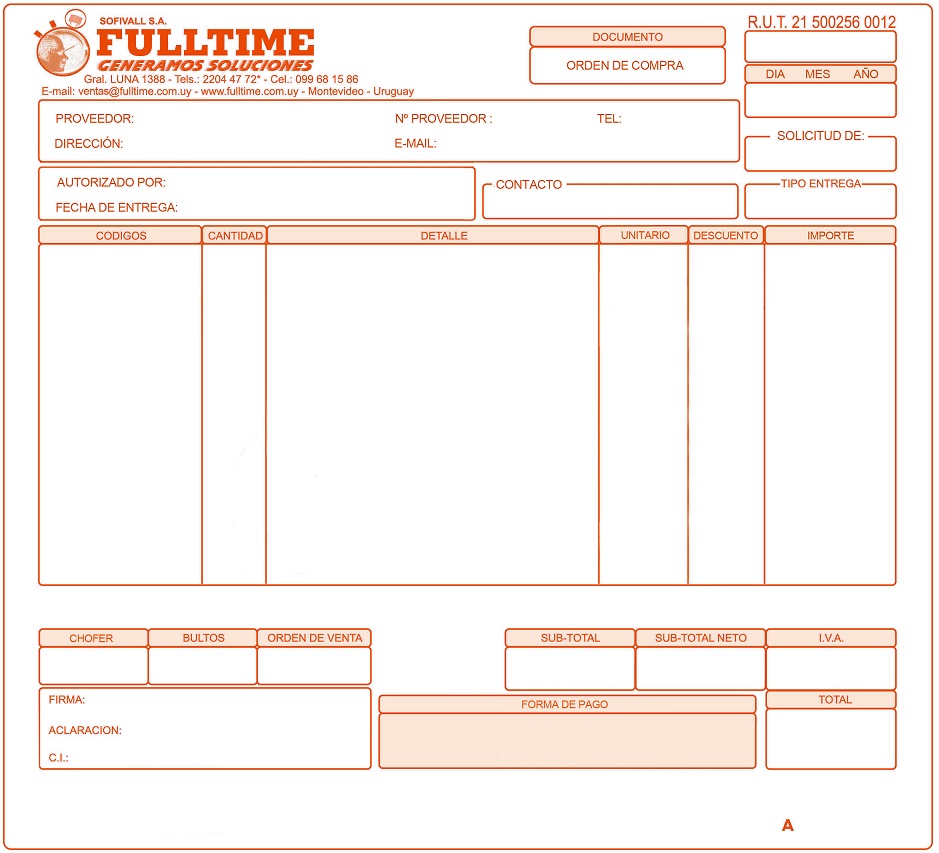 SOFIVALL S.A.
FULLTIME
GENERAMOS SOLUCIONES
Gral. LUNA 1388 - Tels.: 2204 47 72* - Cel.: 099 68 15 86
E-mail: ventas@fulltime.com.uy - www.fulltime.com.uy - Montevideo - Uruguay
DOCUMENTO
ORDEN DE COMPRA
R.U.T. 21 500256 0012
DIA MES AÑO
PROVEEDOR: Nº PROVEEDOR : TEL:
DIRECCIÓN: E-MAIL:
SOLICITUD DE:
AUTORIZADO POR:
FECHA DE ENTREGA:
CONTACTO
TIPO ENTREGA
CODIGOS CANTIDAD DETALLE UNITARIO DESCUENTO IMPORTE
CHOFER BULTOS ORDEN DE VENTA
SUB-TOTAL SUB-TOTAL NETO I.V.A.
FIRMA:
ACLARACION:
C.I.:
FORMA DE PAGO
TOTAL
A